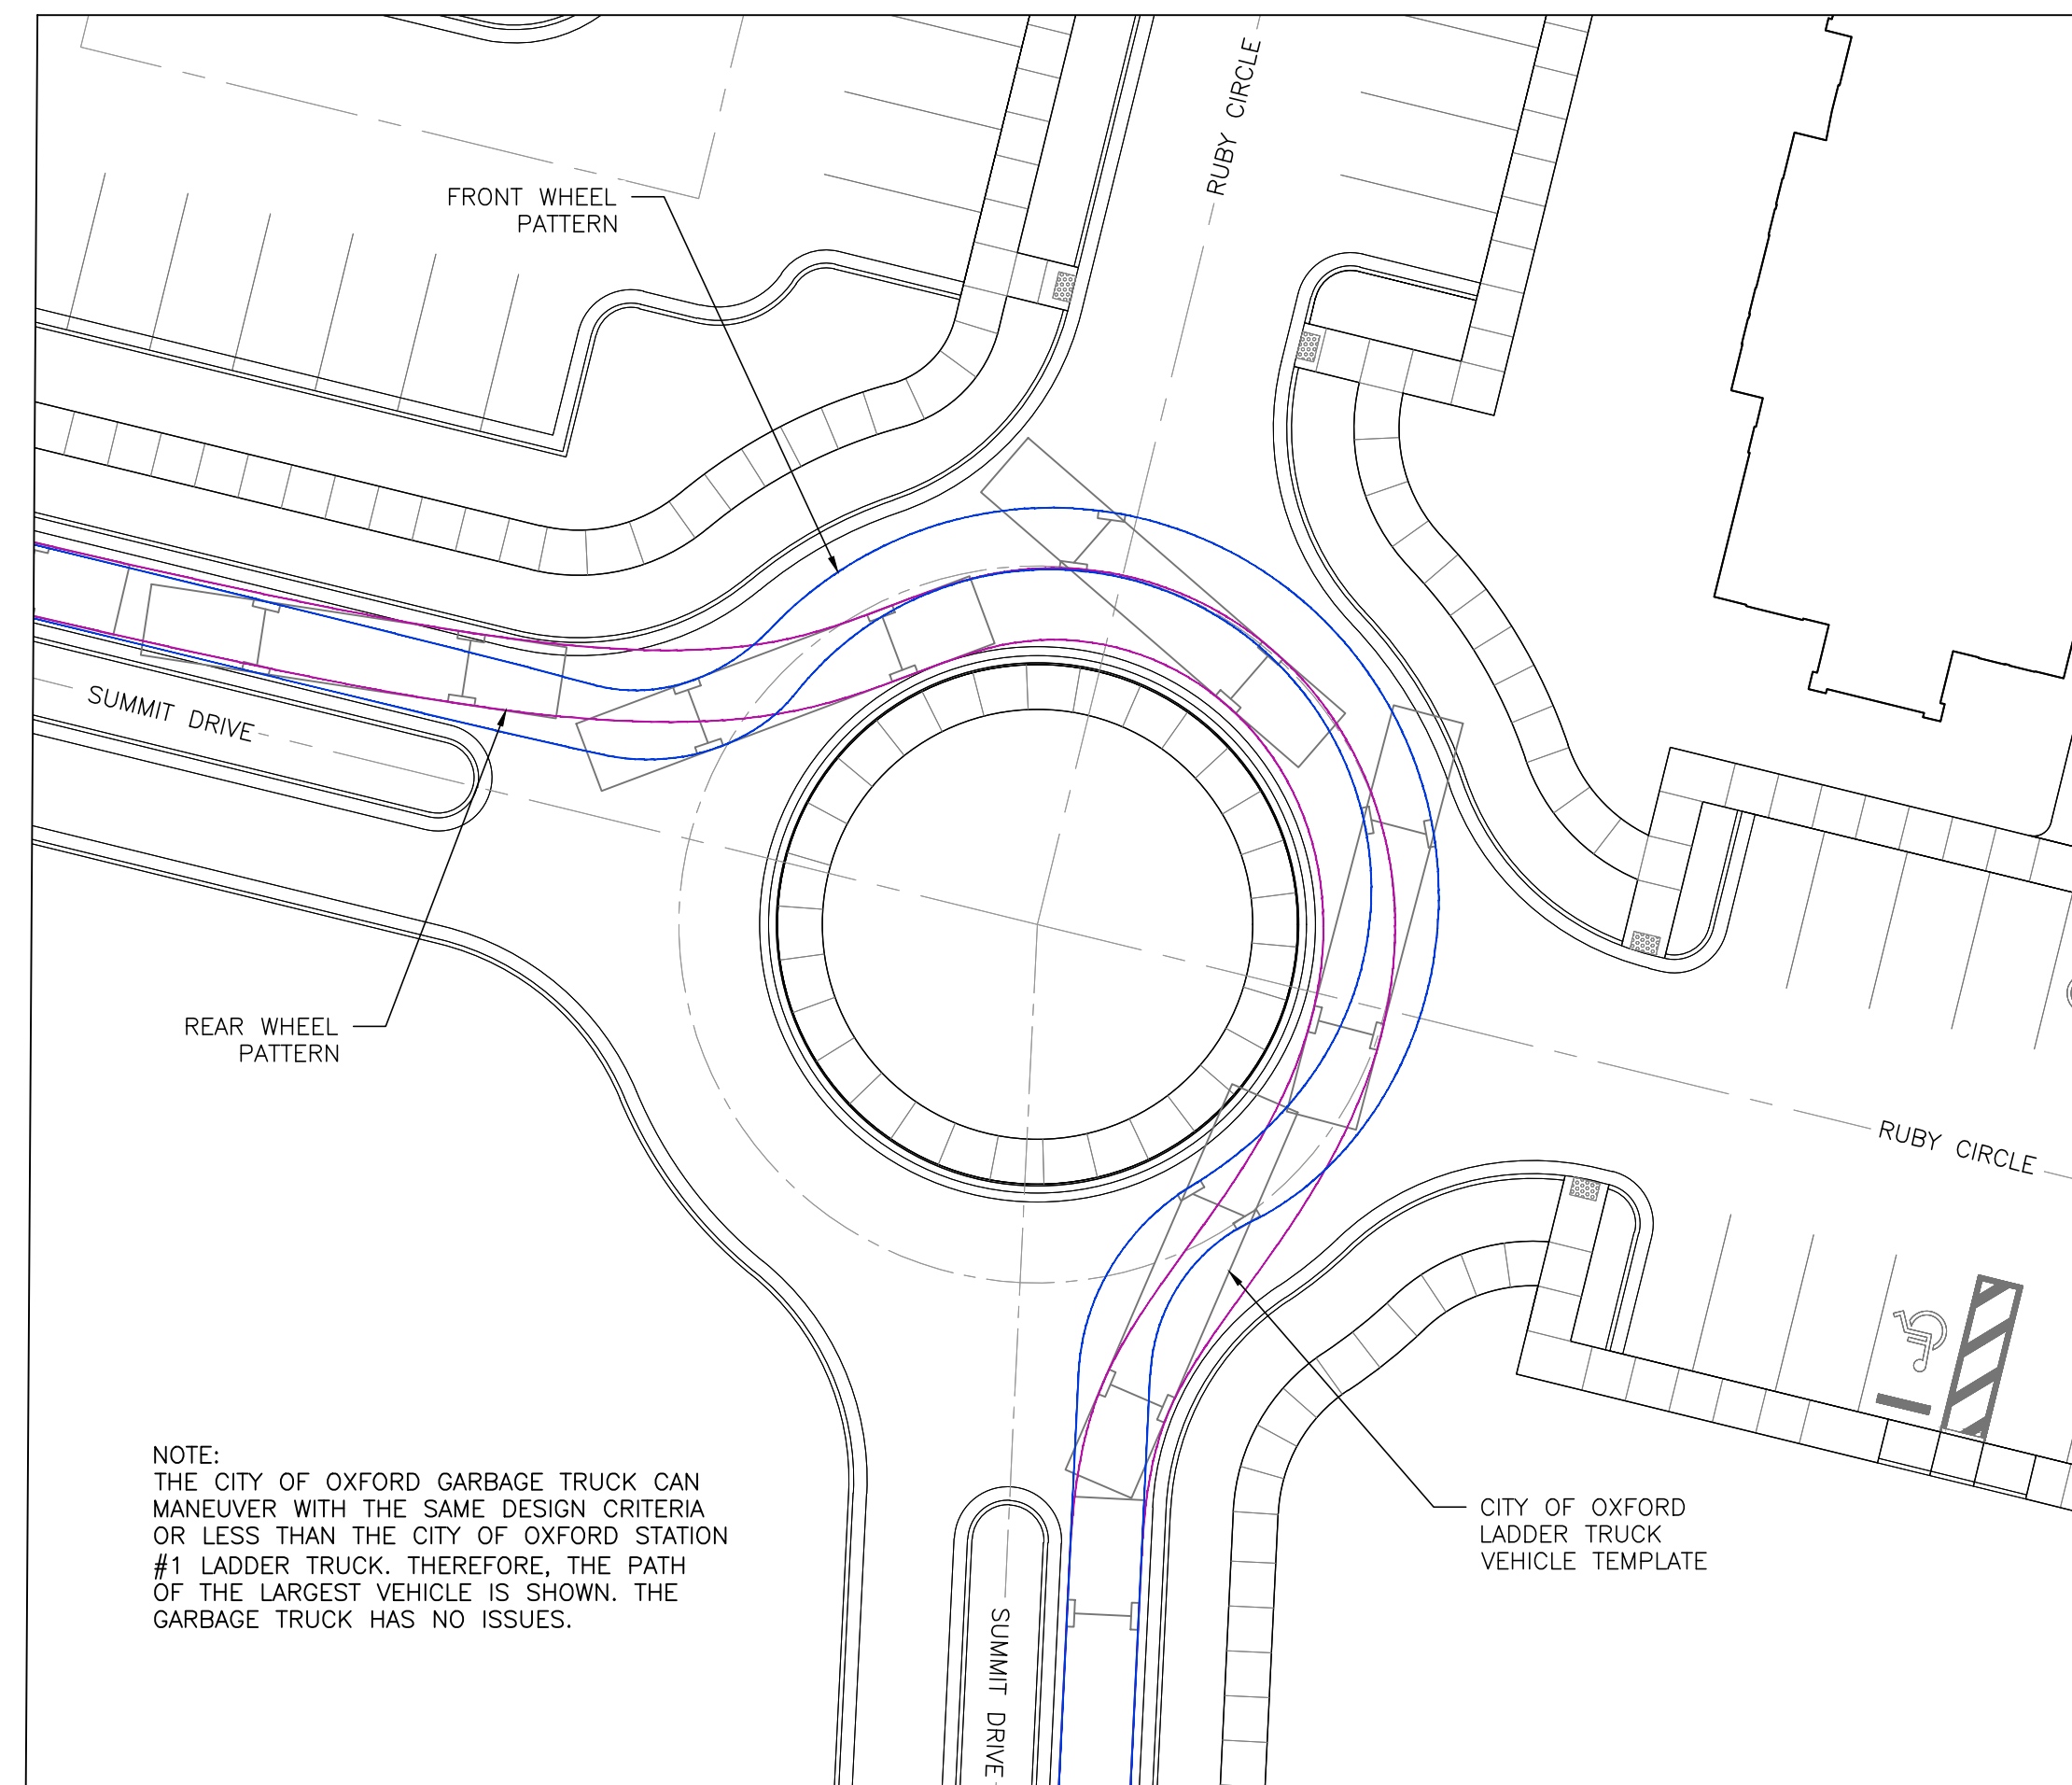 RUBY CIRCLE
FRONT WHEEL
PATTERN
SUMMIT DRIVE
REAR WHEEL
PATTERN
RUBY CIRCLE
NOTE:
THE CITY OF OXFORD GARBAGE TRUCK CAN
MANEUVER WITH THE SAME DESIGN CRITERIA
OR LESS THAN THE CITY OF OXFORD STATION
#1 LADDER TRUCK. THEREFORE, THE PATH
OF THE LARGEST VEHICLE IS SHOWN. THE
GARBAGE TRUCK HAS NO ISSUES.
CITY OF OXFORD
LADDER TRUCK
VEHICLE TEMPLATE
SUMMIT DRIVE